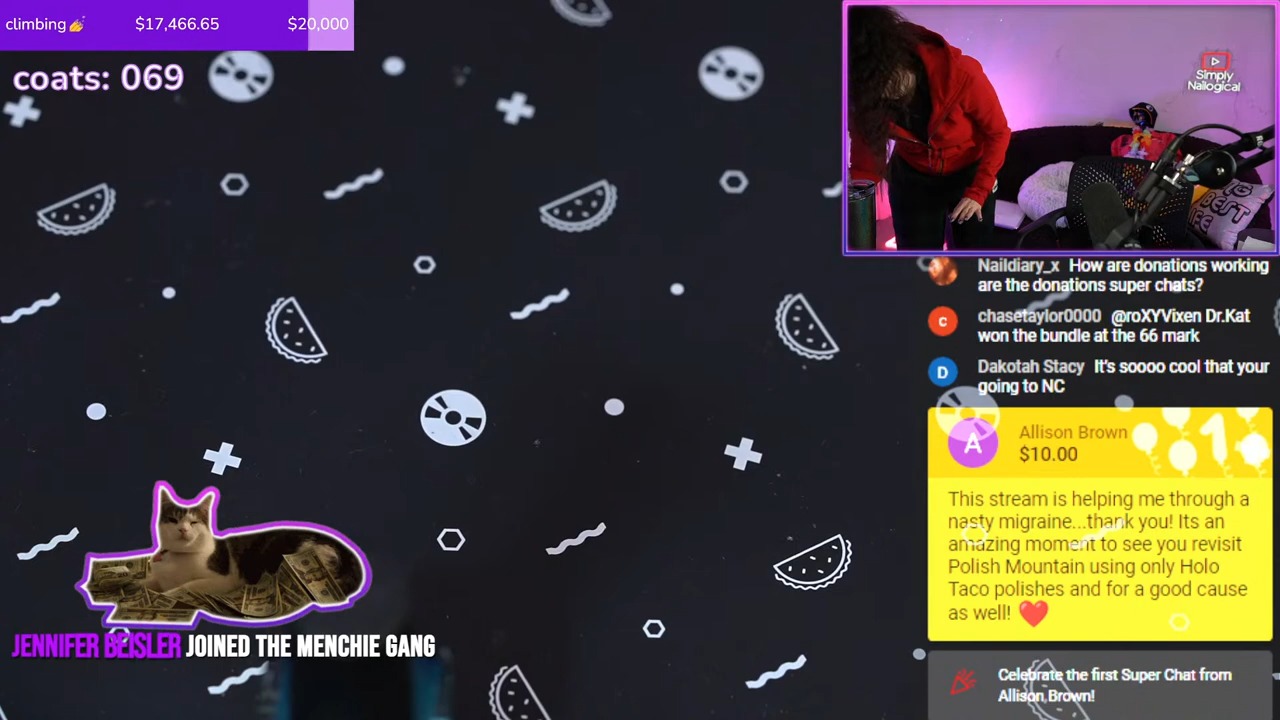 climbing💅 $17,466.65 $20,000
coats: 069
Simply
Nailogical
Naildiary_x How are donations working
are the donations super chats?
chasetaylor0000 @roXYVixen Dr.Kat
won the bundle at the 66 mark
Dakotah Stacy It's soooo cool that your
going to NC
Allison Brown
$10.00
This stream is helping me through a
nasty migraine...thank you! Its an
amazing moment to see you revisit
Polish Mountain using only Holo
Taco polishes and for a good cause
as well! ❤️
Celebrate the first Super Chat from
Allison Brown!
JENNIFER BEISLER JOINED THE MENCHIE GANG